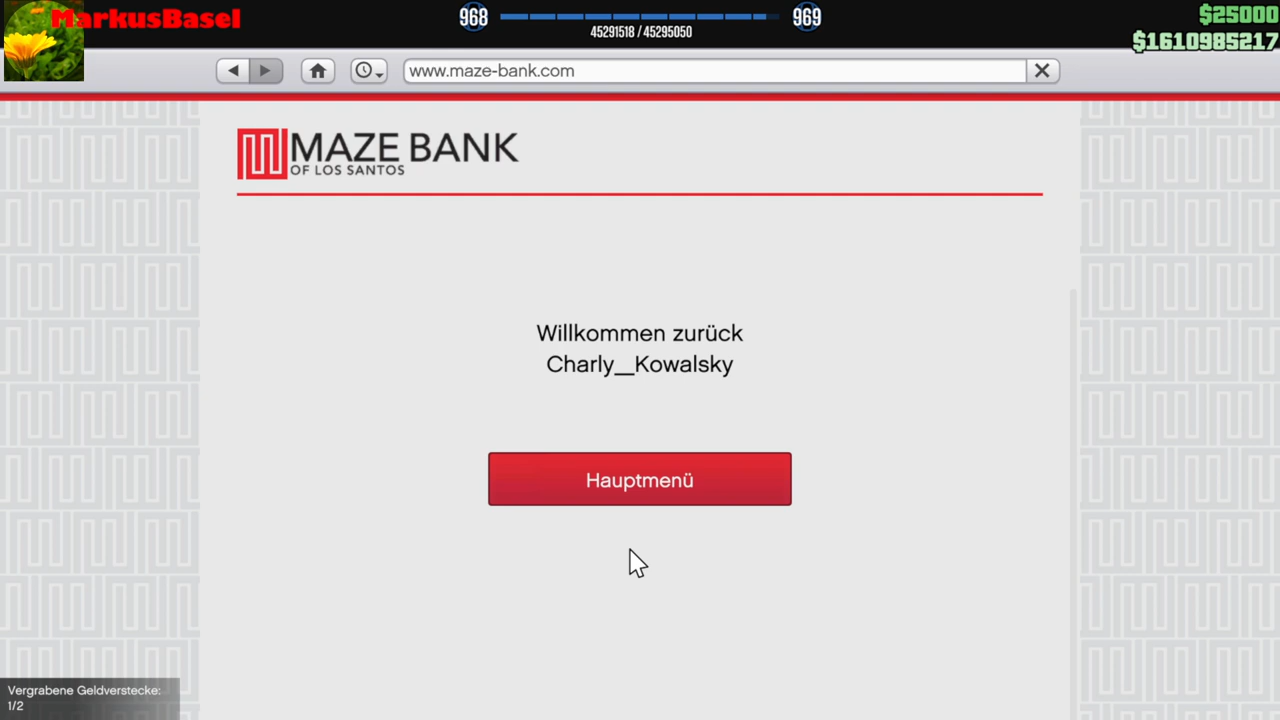 MarkusBasel
968
969
45291518 / 45295050
$25000
$1610985217
www.maze-bank.com
MAZE BANK
OF LOS SANTOS
Willkommen zurück
Charly__Kowalsky
Hauptmenü
Vergrabene Geldverstecke:
1/2